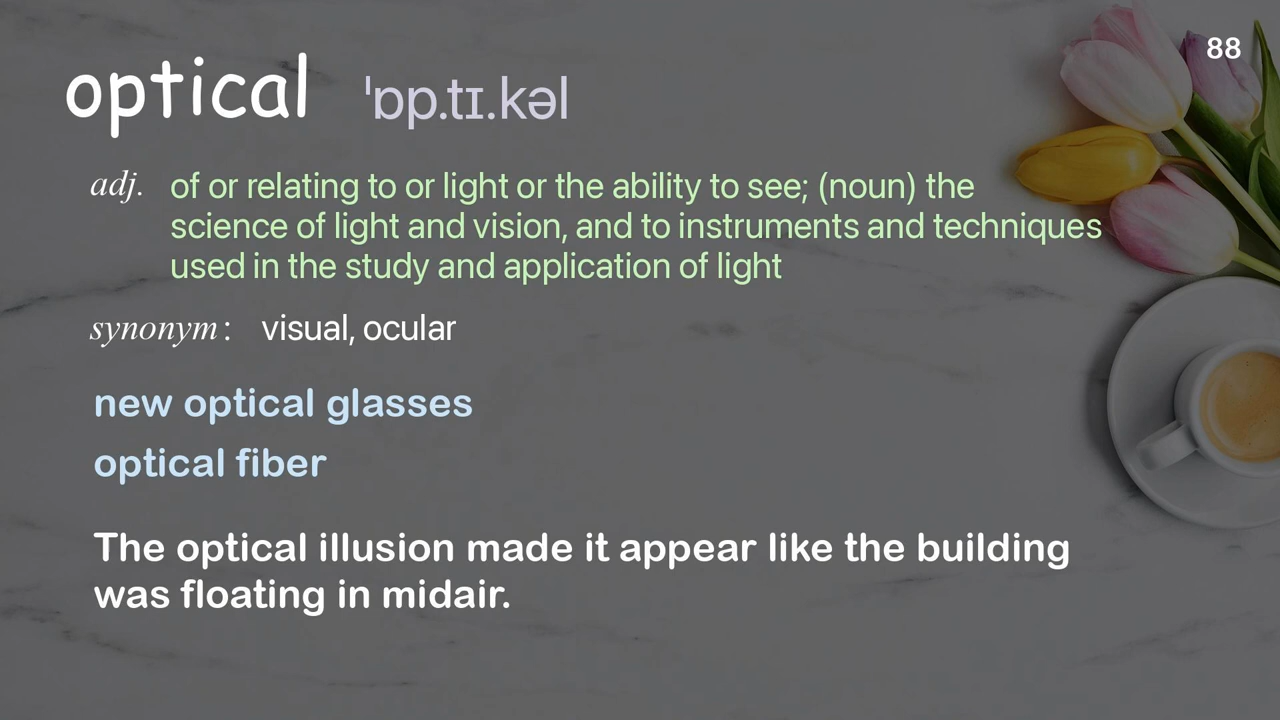 88
optical ˈɒp.tɪ.kəl
adj. of or relating to or light or the ability to see; (noun) the
science of light and vision, and to instruments and techniques
used in the study and application of light
synonym: visual, ocular
new optical glasses
optical fiber
The optical illusion made it appear like the building
was floating in midair.